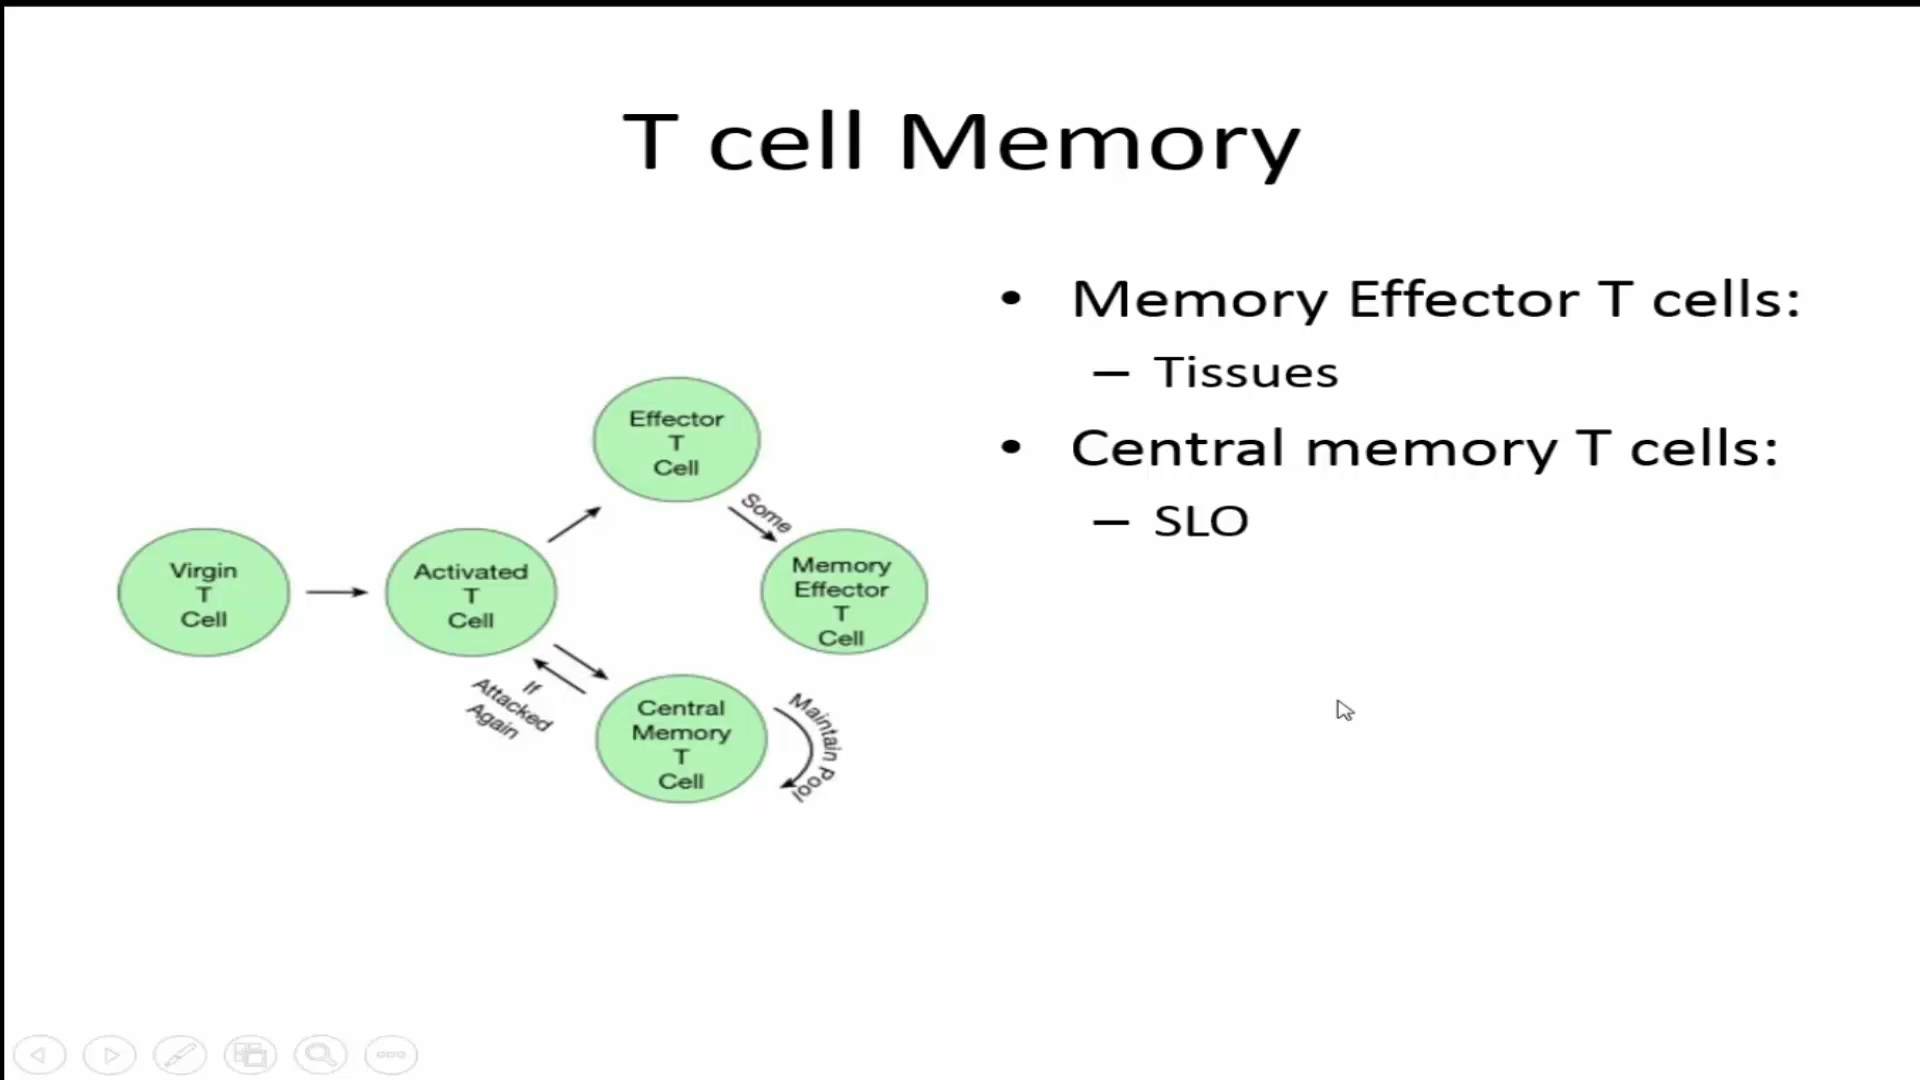 T cell Memory
• Memory Effector T cells:
– Tissues
• Central memory T cells:
– SLO
Effector
T
Cell
Some
Virgin
T
Cell
Activated
T
Cell
Memory
Effector
T
Cell
If
Attacked
Again
Central
Memory
T
Cell
Maintain Pool